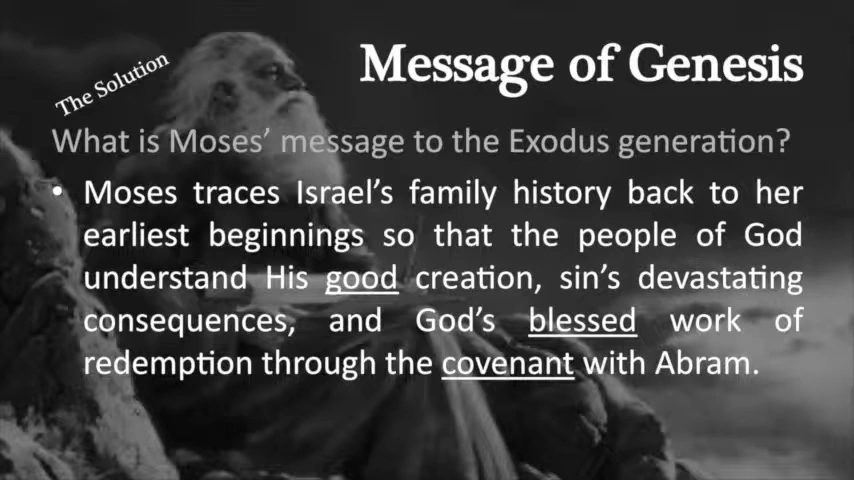 The Solution
Message of Genesis
What is Moses’ message to the Exodus generation?
• Moses traces Israel’s family history back to her
earliest beginnings so that the people of God
understand His good creation, sin’s devastating
consequences, and God’s blessed work of
redemption through the covenant with Abram.